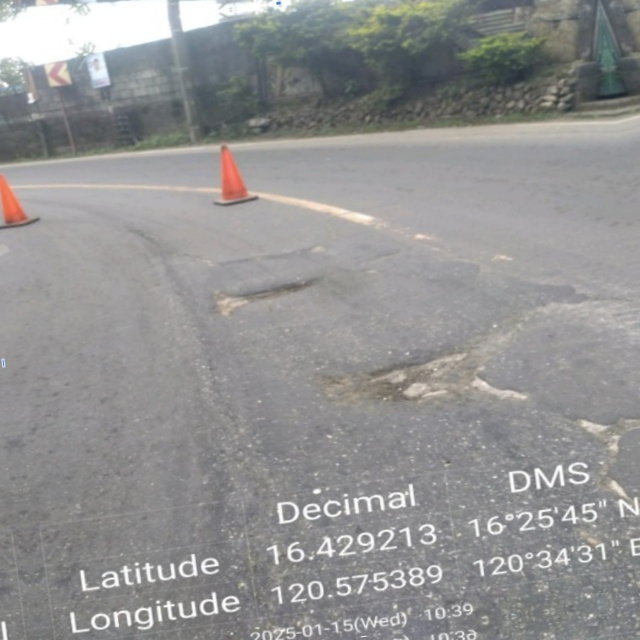 Decimal DMS
Latitude 16.429213 16°25'45" N
Longitude 120.575389 120°34'31" E
2025-01-15(Wed) 10:39